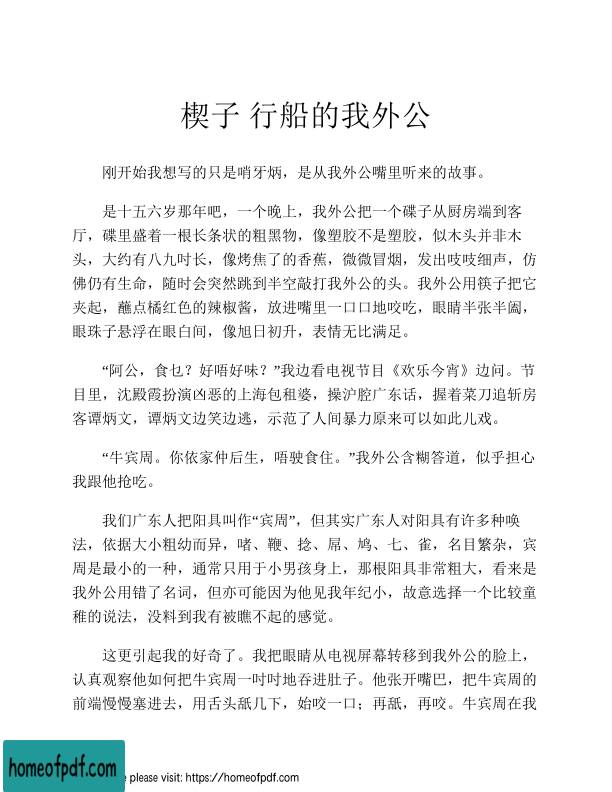 楔子 行船的我外公
刚开始我想写的只是哨牙炳，是从我外公嘴里听来的故事。
是十五六岁那年吧，一个晚上，我外公把一个碟子从厨房端到客
厅，碟里盛着一根长条状的粗黑物，像塑胶不是塑胶，似木头并非木
头，大约有八九吋长，像烤焦了的香蕉，微微冒烟，发出吱吱细声，仿
佛仍有生命，随时会突然跳到半空敲打我外公的头。我外公用筷子把它
夹起，蘸点橘红色的辣椒酱，放进嘴里一口口地咬吃，眼睛半张半阖，
眼珠子悬浮在眼白间，像旭日初升，表情无比满足。
“阿公，食乜？好唔好味？”我边看电视节目《欢乐今宵》边问。节
目里，沈殿霞扮演凶恶的上海包租婆，操沪腔广东话，握着菜刀追斩房
客谭炳文，谭炳文边笑边逃，示范了人间暴力原来可以如此儿戏。
“牛宾周。你依家仲后生，唔驶食住。”我外公含糊答道，似乎担心
我跟他抢吃。
我们广东人把阳具叫作“宾周”，但其实广东人对阳具有许多种唤
法，依据大小粗幼而异，啫、鞭、捻、屌、鸠、七、雀，名目繁杂，宾
周是最小的一种，通常只用于小男孩身上，那根阳具非常粗大，看来是
我外公用错了名词，但亦可能因为他见我年纪小，故意选择一个比较童
稚的说法，没料到我有被瞧不起的感觉。
这更引起我的好奇了。我把眼睛从电视屏幕转移到我外公的脸上，
认真观察他如何把牛宾周一吋吋地吞进肚子。他张开嘴巴，把牛宾周的
前端慢慢塞进去，用舌头舐几下，始咬一口；再舐，再咬。牛宾周在我
homeofpdf.com
please visit: https://homeofpdf.com